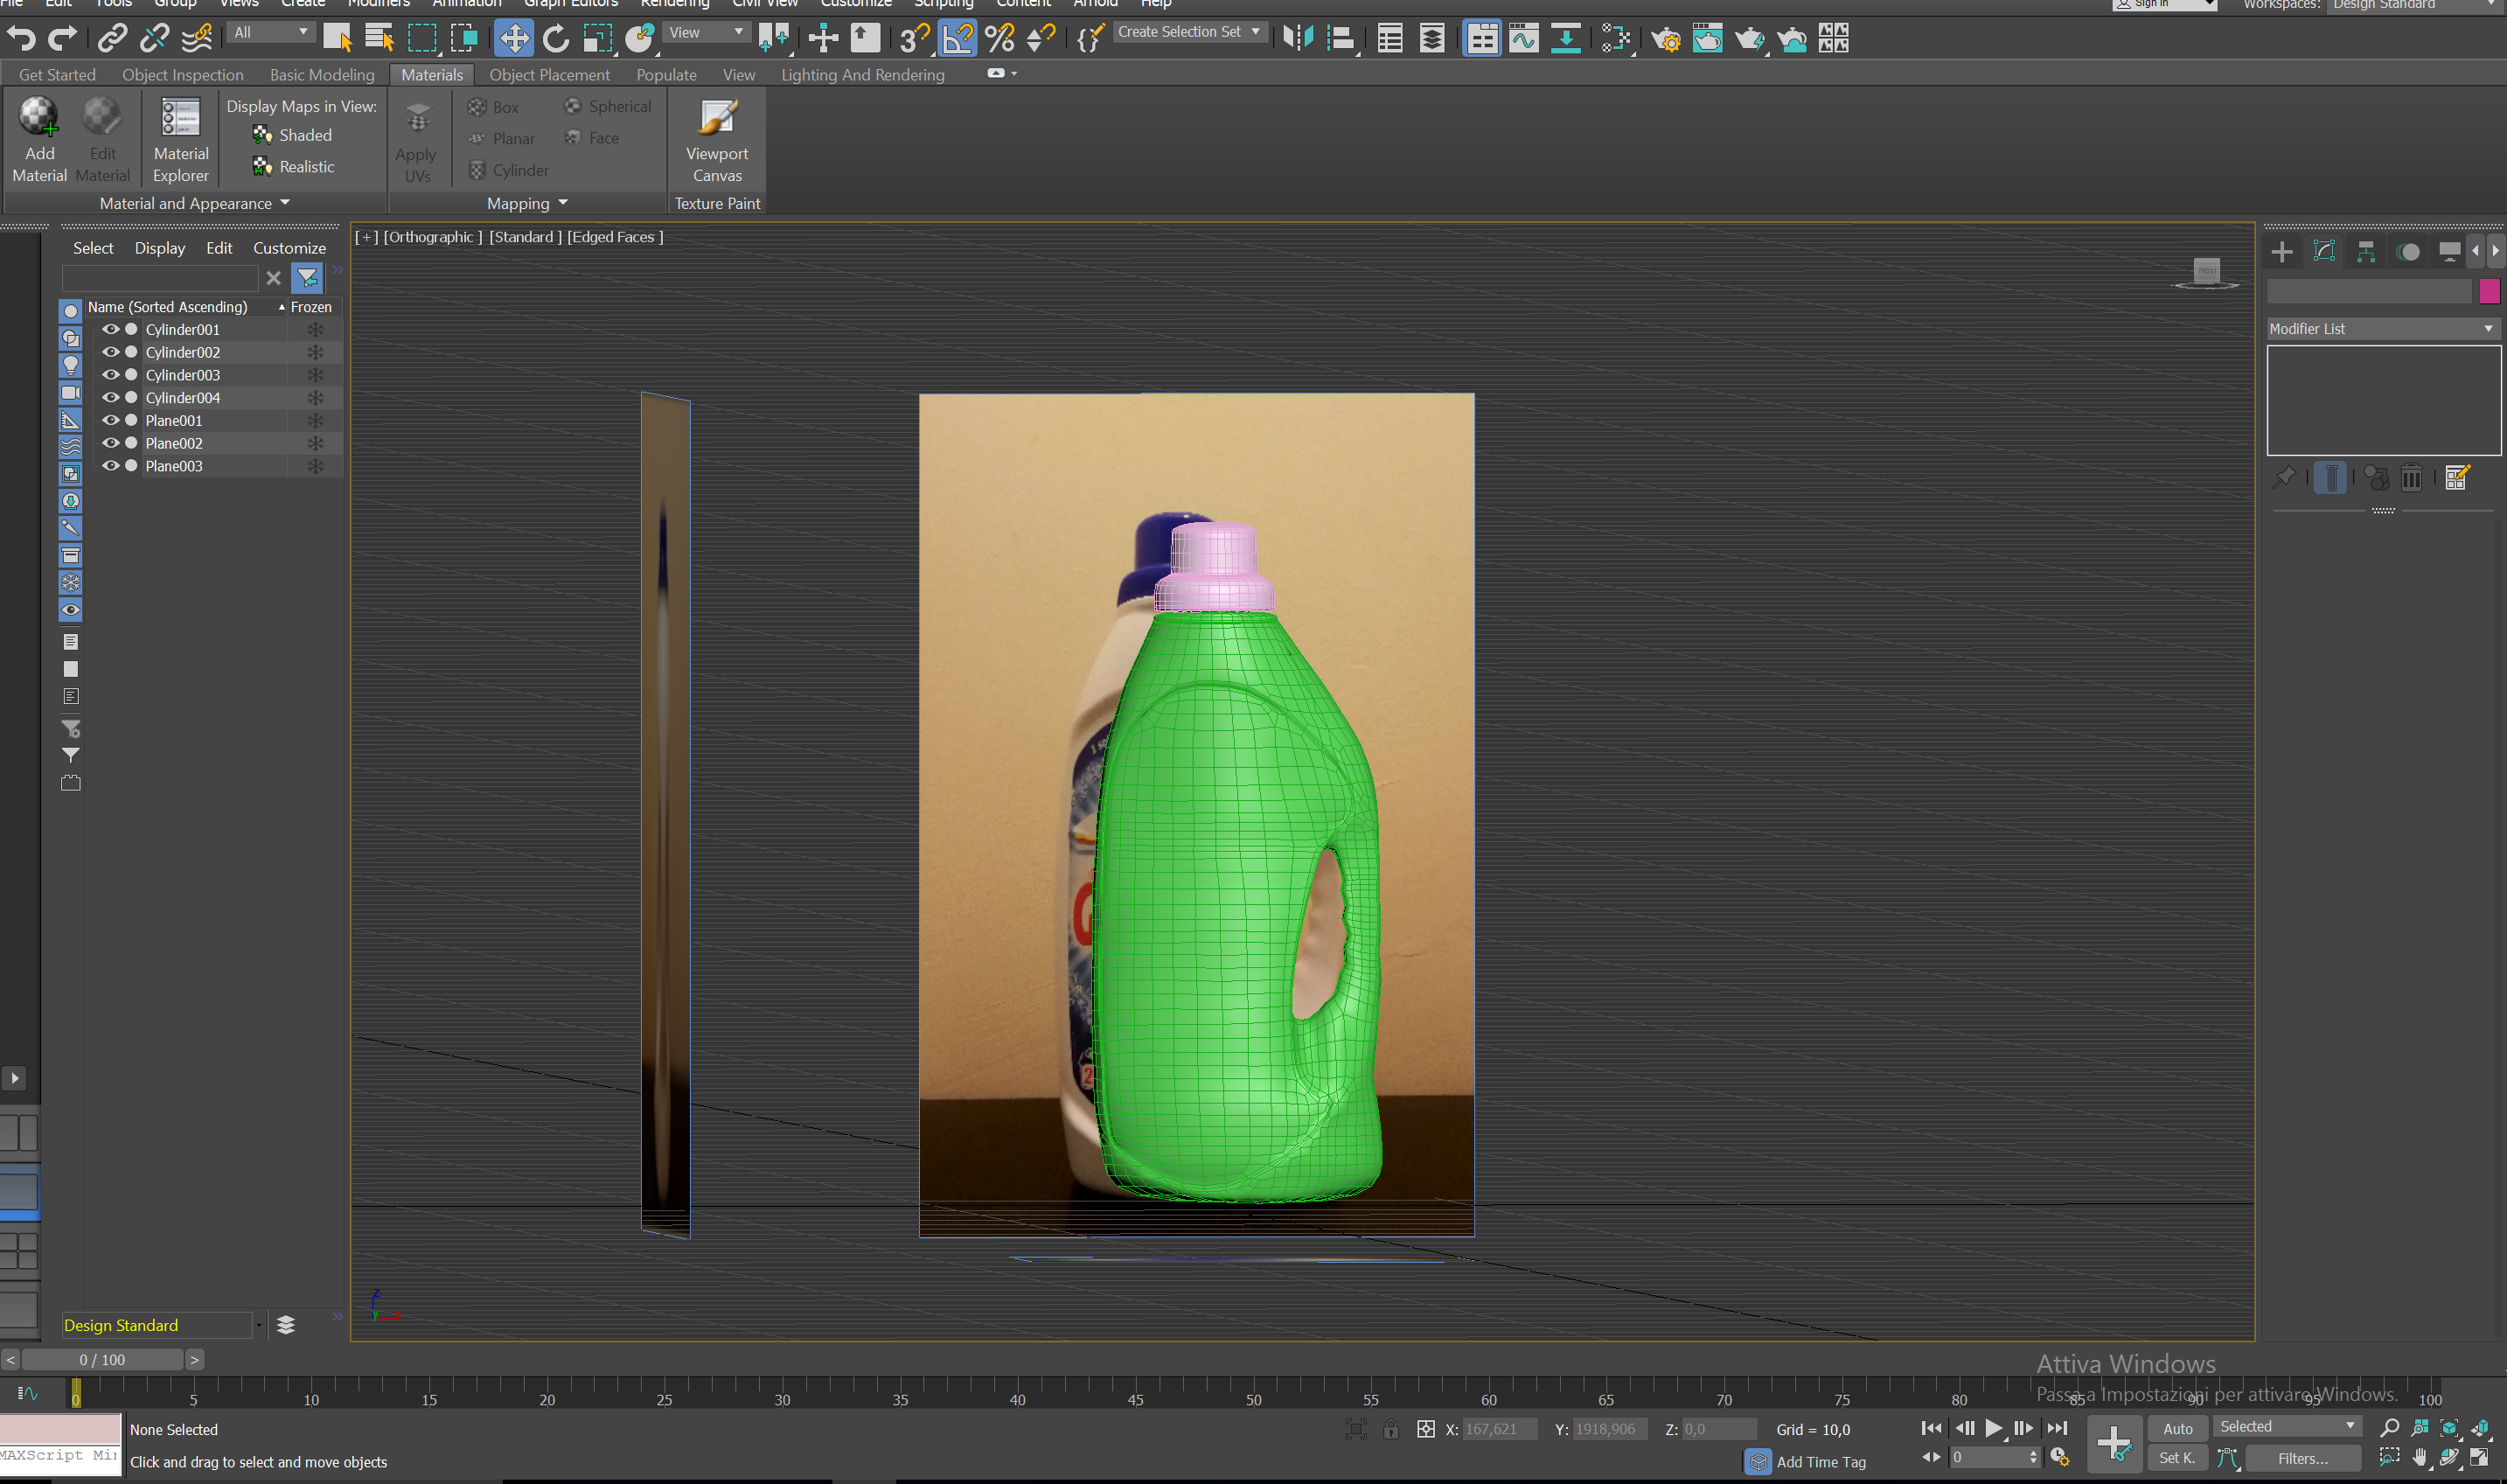 File Edit Tools Group Views Create Modifiers Animation Graph Editors Rendering Civil View Customize Scripting Content Arnold Help
Sign In
Workspaces: Design Standard
All
View
Create Selection Set
Get Started Object Inspection Basic Modeling Materials Object Placement Populate View Lighting And Rendering
Add Material
Edit Material
Material Explorer
Display Maps in View:
Shaded
Realistic
Apply UVs
Box
Spherical
Planar
Face
Cylinder
Viewport Canvas
Material and Appearance
Mapping
Texture Paint
Select Display Edit Customize
Name (Sorted Ascending) Frozen
Cylinder001
Cylinder002
Cylinder003
Cylinder004
Plane001
Plane002
Plane003
[+] [Orthographic ] [Standard ] [Edged Faces ]
Modifier List
z
y
Design Standard
< 0 / 100 >
0 5 10 15 20 25 30 35 40 45 50 55 60 65 70 75 80 85 90 95 100
Attiva Windows
Passa a Impostazioni per attivare Windows.
None Selected
Click and drag to select and move objects
MAXScript Mi
X: 167,621 Y: 1918,906 Z: 0,0 Grid = 10,0
Add Time Tag
0
Auto
Selected
Set K.
Filters...